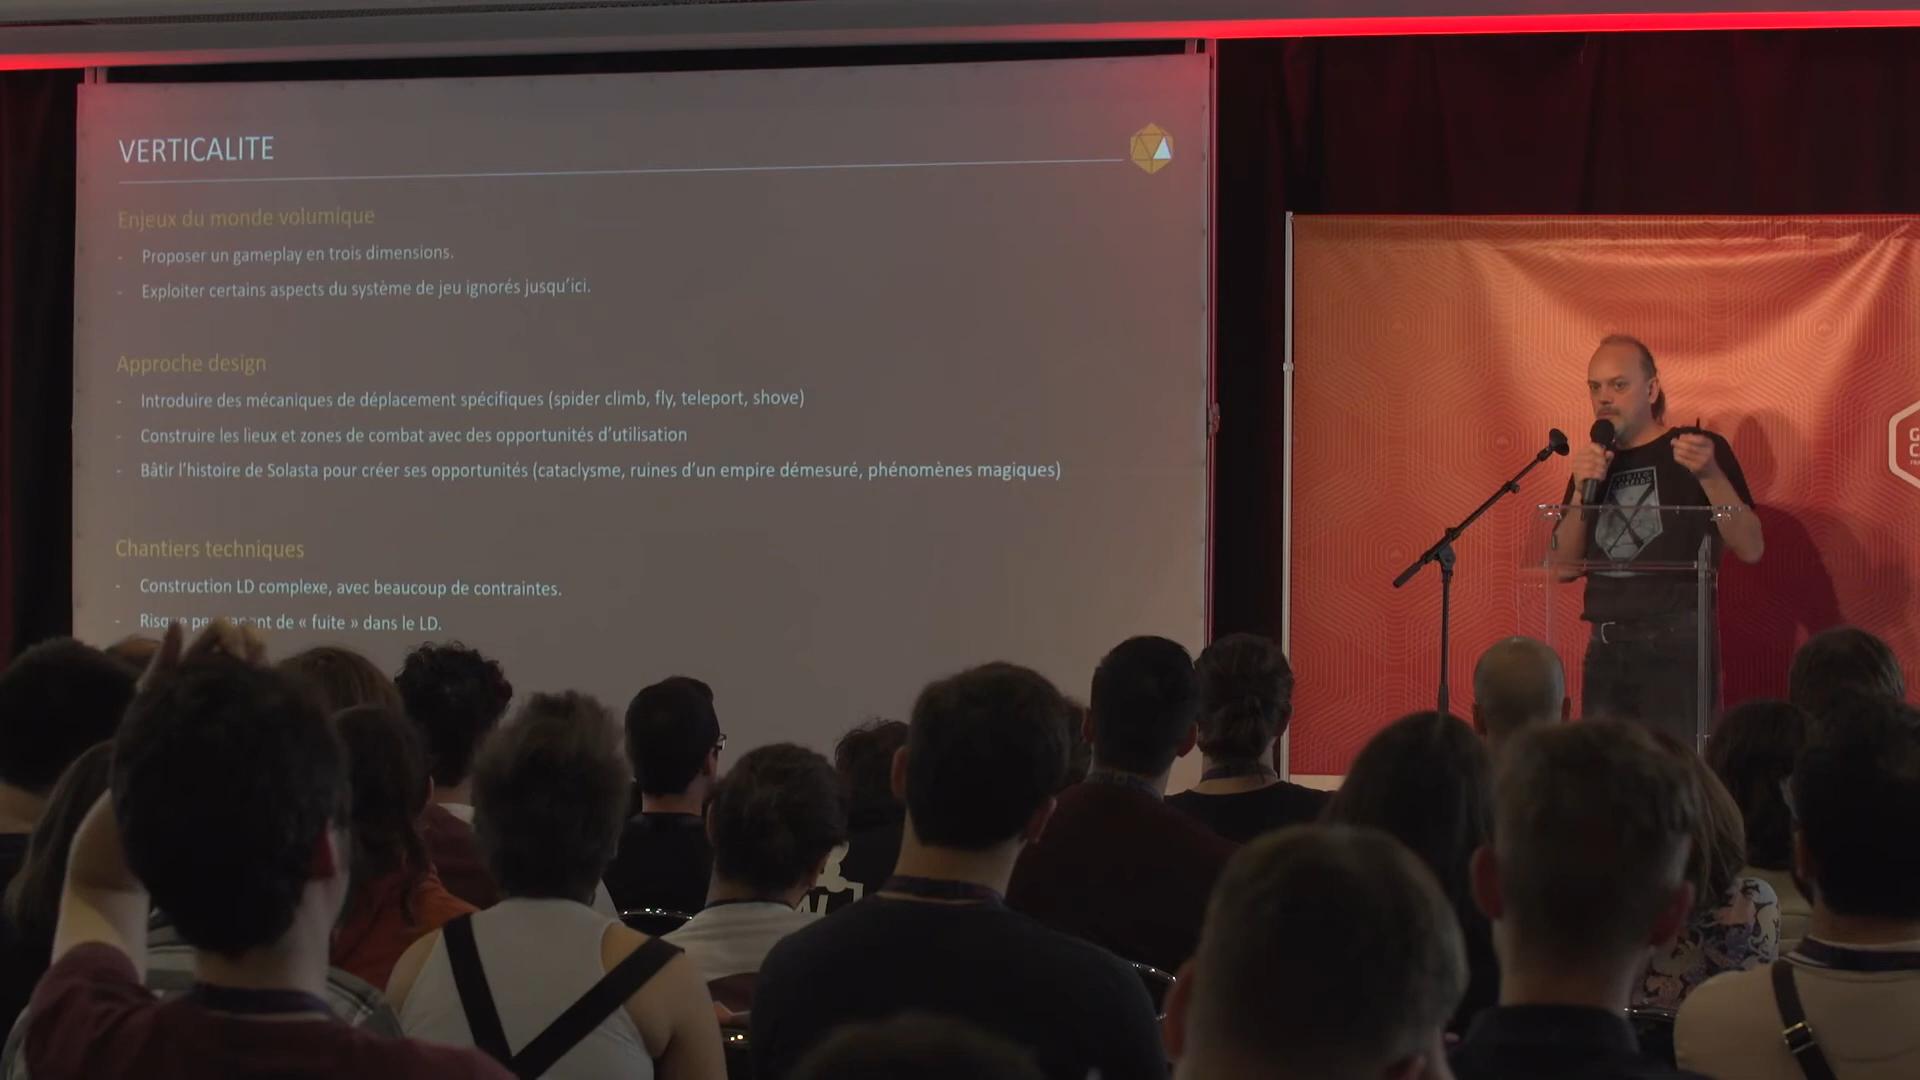 VERTICALITE
Enjeux du monde volumique
- Proposer un gameplay en trois dimensions.
- Exploiter certains aspects du système de jeu ignorés jusqu'ici.
Approche design
- Introduire des mécaniques de déplacement spécifiques (spider climb, fly, teleport, shove)
- Construire les lieux et zones de combat avec des opportunités d'utilisation
- Bâtir l'histoire de Solasta pour créer ses opportunités (cataclysme, ruines d'un empire démesuré, phénomènes magiques)
Chantiers techniques
- Construction LD complexe, avec beaucoup de contraintes.
- Risque permanent de « fuite » dans le LD.